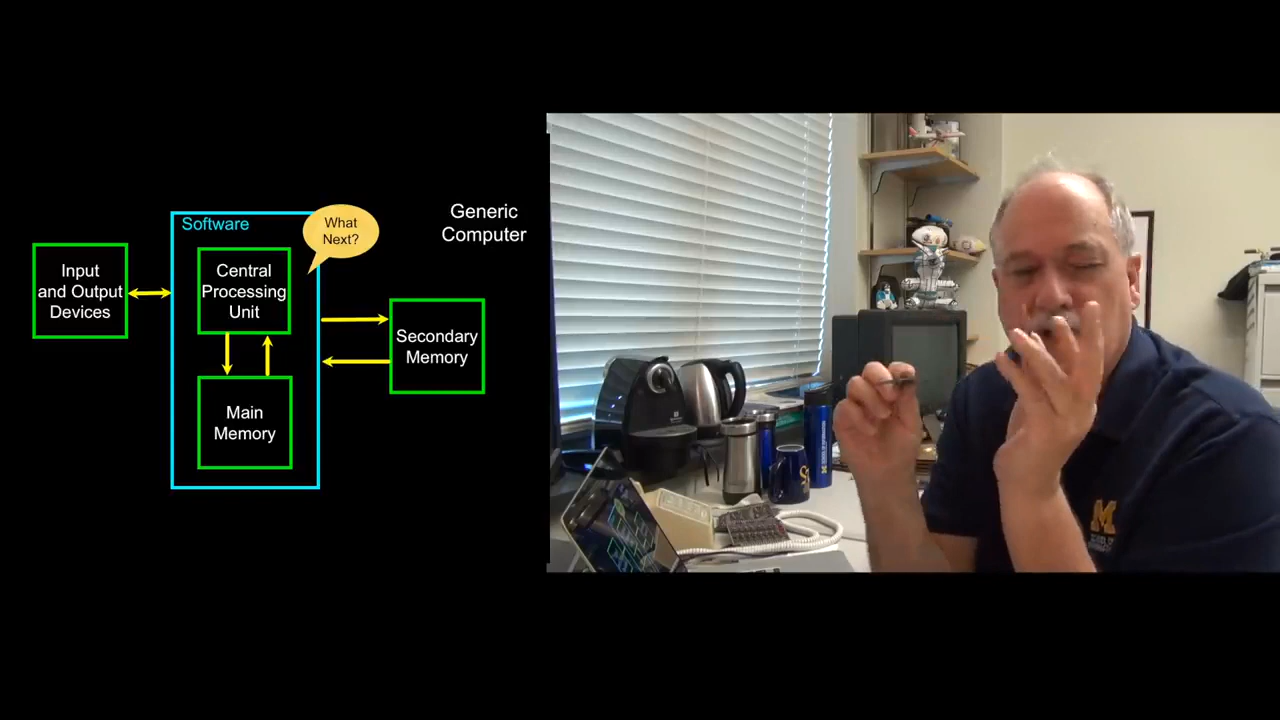 Generic
Computer
Software
What
Next?
Input
and Output
Devices
Central
Processing
Unit
Secondary
Memory
Main
Memory
M